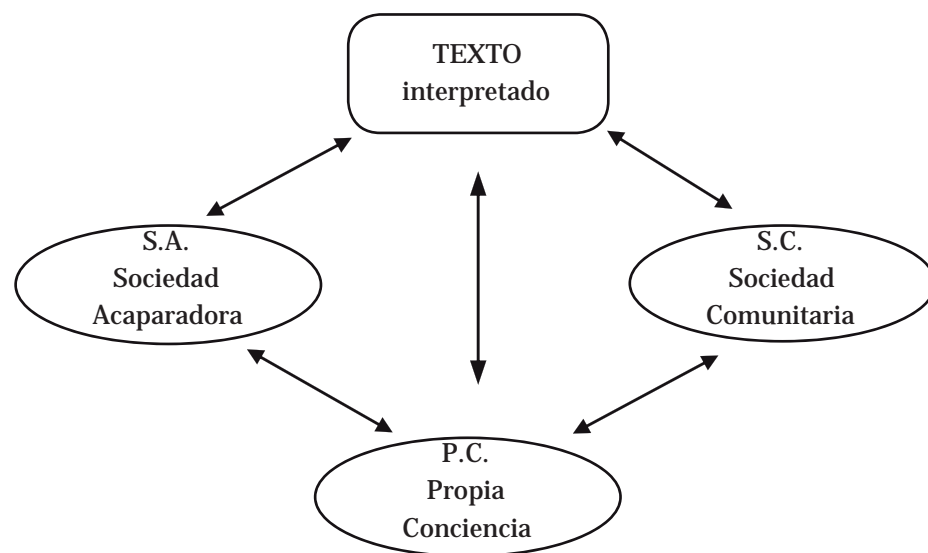 TEXTO
interpretado
S.A.
Sociedad
Acaparadora
S.C.
Sociedad
Comunitaria
P.C.
Propia
Conciencia